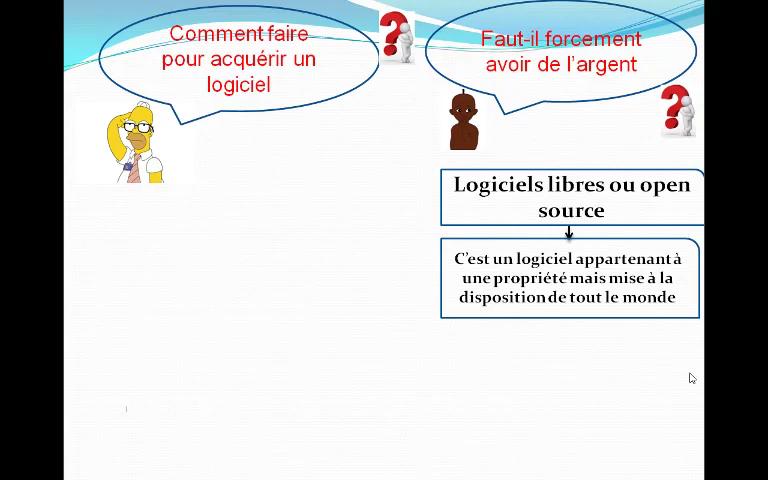 Comment faire
pour acquérir un
logiciel
Faut-il forcement
avoir de l'argent
Logiciels libres ou open
source
C'est un logiciel appartenant à
une propriété mais mise à la
disposition de tout le monde